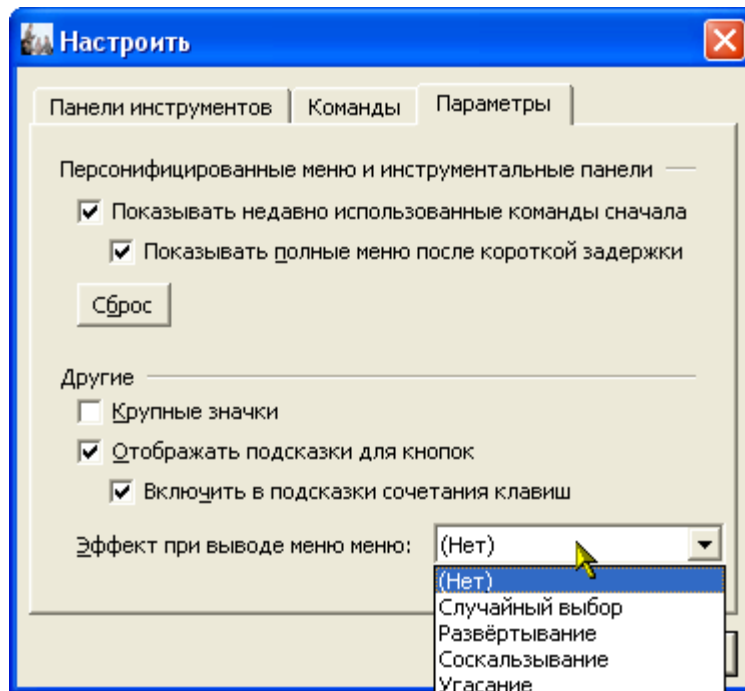 Настроить
Панели инструментов Команды Параметры
Персонифицированные меню и инструментальные панели
Показывать недавно использованные команды сначала
Показывать полные меню после короткой задержки
Сброс
Другие
Крупные значки
Отображать подсказки для кнопок
Включить в подсказки сочетания клавиш
Эффект при выводе меню меню: (Нет)
(Нет)
Случайный выбор
Развёртывание
Соскальзывание
Угасание